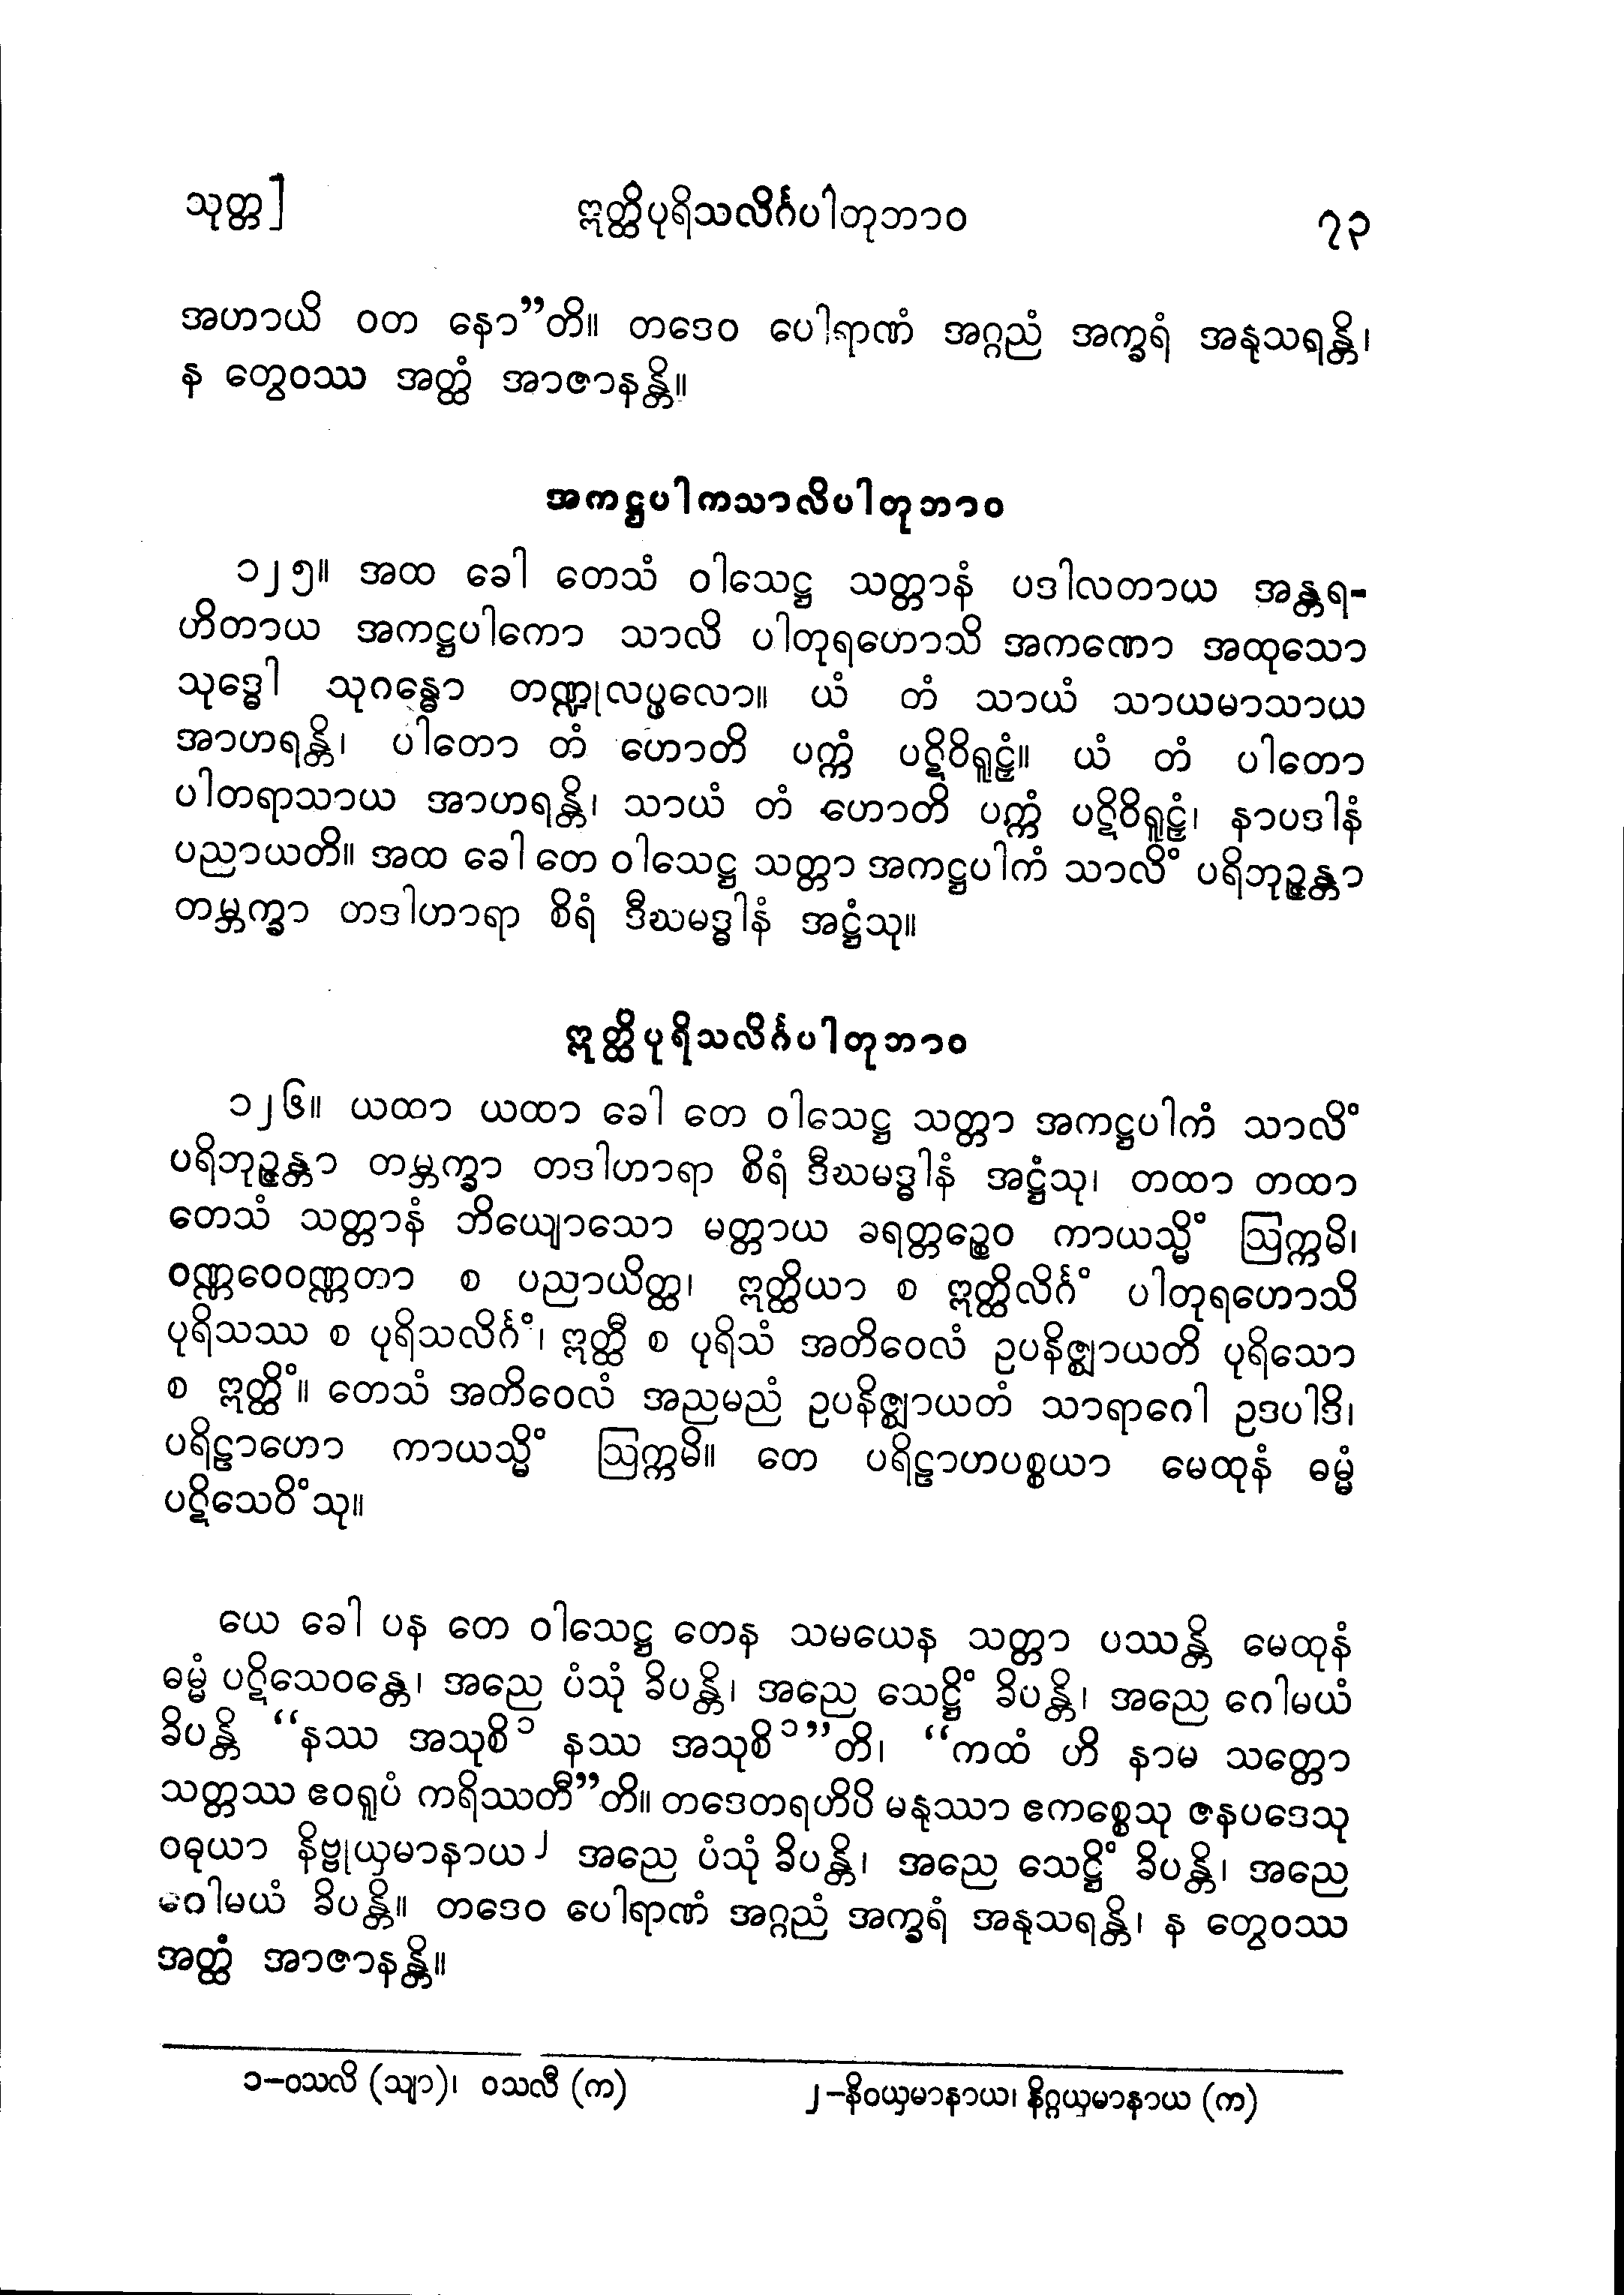 သုတ္တ]
ဣတ္ထိပုရိသလိင်္ဂပါတုဘာဝ
၇၃
အဟာယိ ဝတ နော”တိ။ တဒေဝ ပေါရာဏံ အဂ္ဂညံ အက္ခရံ အနုသရန္တိ၊
န တွေဝဿ အတ္ထံ အာဇာနန္တိ။
အကဋ္ဌပါကသာလိပါတုဘာဝ
၁၂၅။ အထ ခေါ တေသံ ဝါသေဋ္ဌ သတ္တာနံ ပဒါလတာယ အန္တရ-
ဟိတာယ အကဋ္ဌပါကော သာလိ ပါတုရဟောသိ အကဏော အထုသော
သုဒ္ဓေါ သုဂန္ဓော တဏ္ဍုလပ္ဖလော။ ယံ တံ သာယံ သာယမာသာယ
အာဟရန္တိ၊ ပါတော တံ ဟောတိ ပက္ကံ ပဋိဝိရူဠှံ။ ယံ တံ ပါတော
ပါတရာသာယ အာဟရန္တိ၊ သာယံ တံ ဟောတိ ပက္ကံ ပဋိဝိရူဠှံ၊ နာပဒါနံ
ပညာယတိ။ အထ ခေါ တေ ဝါသေဋ္ဌ သတ္တာ အကဋ္ဌပါကံ သာလိံ ပရိဘုဉ္ဇန္တာ
တမ္ဘက္ခာ တဒါဟာရာ စိရံ ဒီဃမဒ္ဓါနံ အဋ္ဌံသု။
ဣတ္ထိပုရိသလိင်္ဂပါတုဘာဝ
၁၂၆။ ယထာ ယထာ ခေါ တေ ဝါသေဋ္ဌ သတ္တာ အကဋ္ဌပါကံ သာလိံ
ပရိဘုဉ္ဇန္တာ တမ္ဘက္ခာ တဒါဟာရာ စိရံ ဒီဃမဒ္ဓါနံ အဋ္ဌံသု၊ တထာ တထာ
တေသံ သတ္တာနံ ဘိယျောသော မတ္တာယ ခရတ္တဉ္စေဝ ကာယသ္မိံ ဩက္ကမိ၊
ဝဏ္ဏဝေဝဏ္ဏတာ စ ပညာယိတ္ထ၊ ဣတ္ထိယာ စ ဣတ္ထိလိင်္ဂံ ပါတုရဟောသိ
ပုရိသဿ စ ပုရိသလိင်္ဂံ၊ ဣတ္ထီ စ ပုရိသံ အတိဝေလံ ဥပနိဇ္ဈာယတိ ပုရိသော
စ ဣတ္ထိံ။ တေသံ အတိဝေလံ အညမညံ ဥပနိဇ္ဈာယတံ သာရာဂေါ ဥဒပါဒိ၊
ပရိဠာဟော ကာယသ္မိံ ဩက္ကမိ။ တေ ပရိဠာဟပစ္စယာ မေထုနံ ဓမ္မံ
ပဋိသေဝိံသု။
ယေ ခေါ ပန တေ ဝါသေဋ္ဌ တေန သမယေန သတ္တာ ပဿန္တိ မေထုနံ
ဓမ္မံ ပဋိသေဝန္တေ၊ အညေ ပံသုံ ခိပန္တိ၊ အညေ သေဋ္ဌိံ ခိပန္တိ၊ အညေ ဂေါမယံ
ခိပန္တိ “နဿ အသုစိ၁ နဿ အသုစိ၁”တိ၊ “ကထံ ဟိ နာမ သတ္တော
သတ္တဿ ဧဝရူပံ ကရိဿတီ”တိ။ တဒေတရဟိပိ မနုဿာ ဧကစ္စေသု ဇနပဒေသု
ဝဓုယာ နိဗ္ဗုယှမာနာယ၂ အညေ ပံသုံ ခိပန္တိ၊ အညေ သေဋ္ဌိံ ခိပန္တိ၊ အညေ
ဂေါမယံ ခိပန္တိ။ တဒေဝ ပေါရာဏံ အဂ္ဂညံ အက္ခရံ အနုသရန္တိ၊ န တွေဝဿ
အတ္ထံ အာဇာနန္တိ။
၁-ဝသလိ (သျာ)၊ ဝသလီ (က)
၂-နိဝယှမာနာယ၊ နိဂ္ဂယှမာနာယ (က)